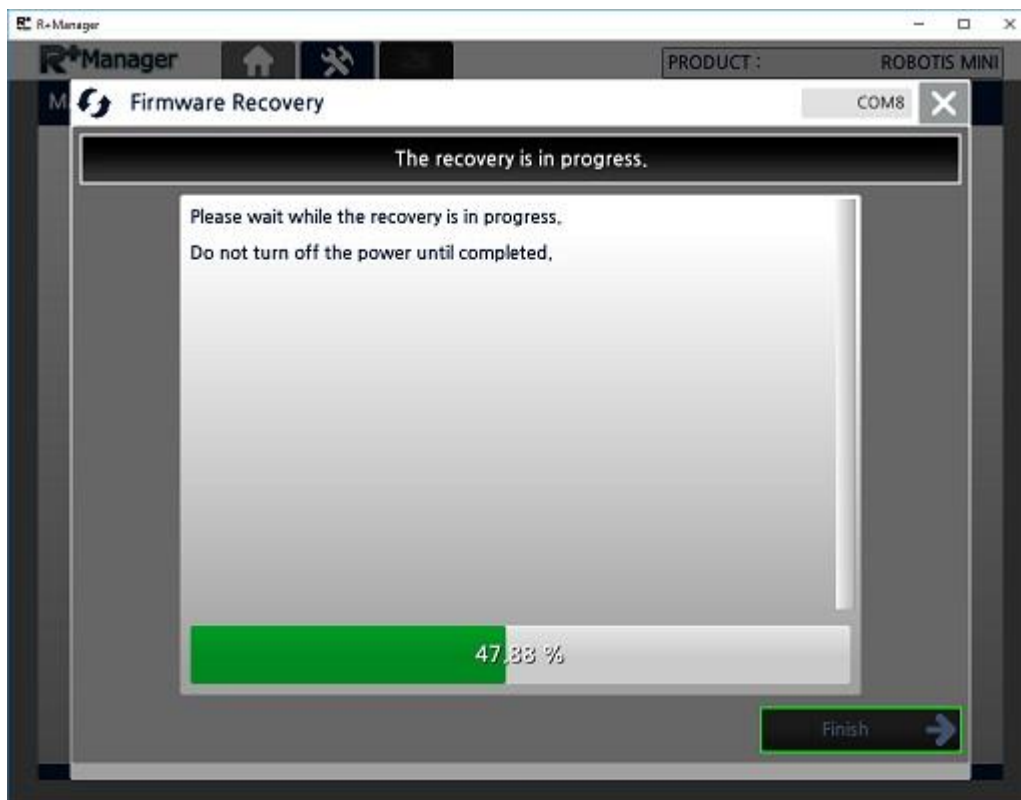 R+Manager
R+Manager
PRODUCT :
ROBOTIS MINI
M
Firmware Recovery
COM8
The recovery is in progress.
Please wait while the recovery is in progress.
Do not turn off the power until completed.
47.88 %
Finish